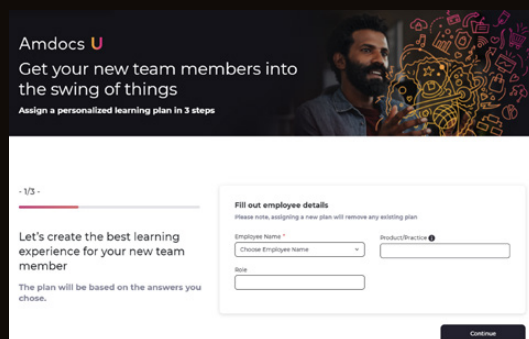 Amdocs U
Get your new team members into
the swing of things
Assign a personalized learning plan in 3 steps
- 1/3 -
Let's create the best learning
experience for your new team
member
The plan will be based on the answers you
chose.
Fill out employee details
Please note, assigning a new plan will remove any existing plan
Employee Name *
Choose Employee Name
Product/Practice
Role
Continue